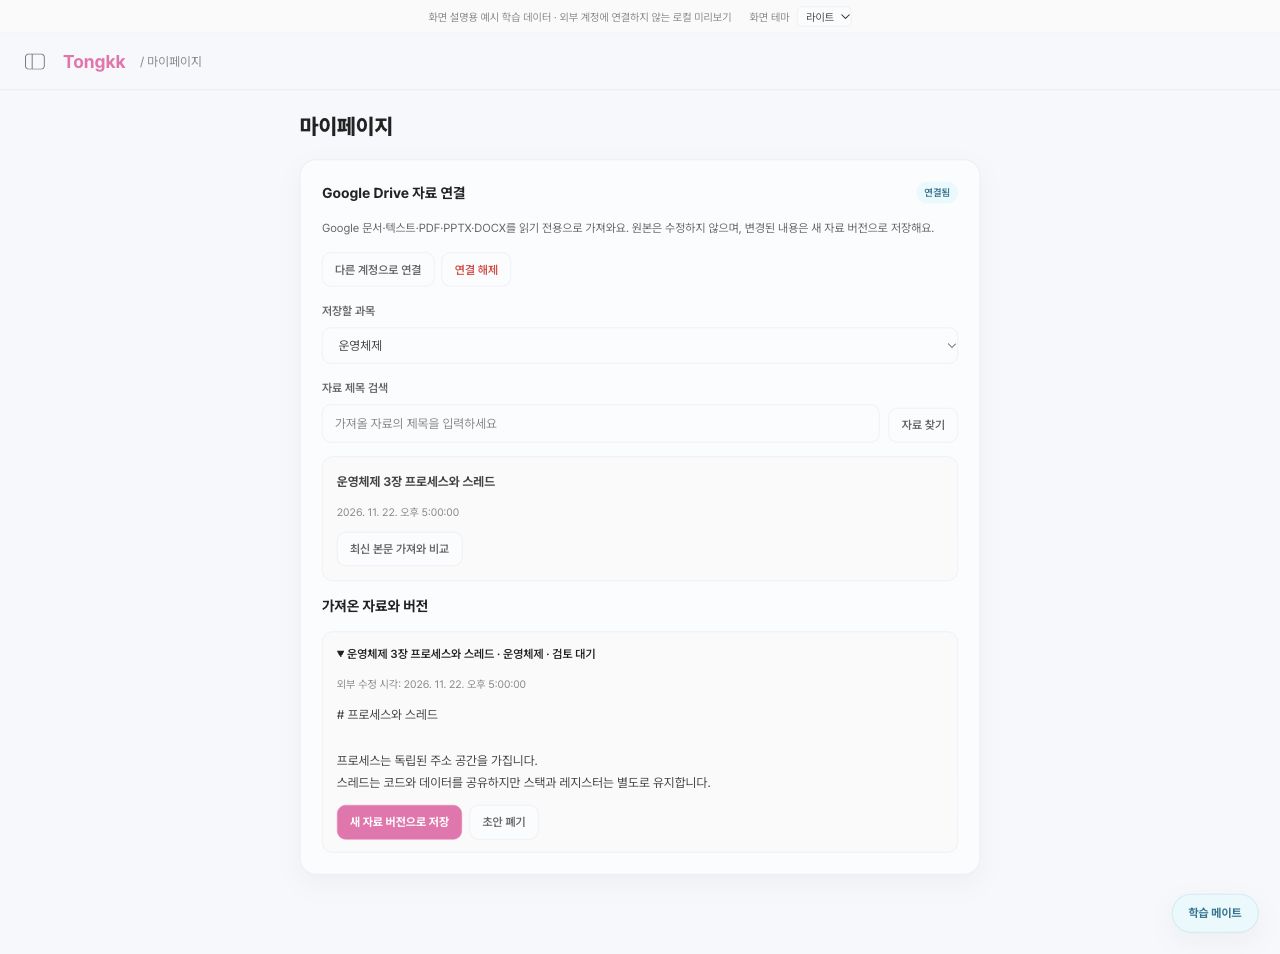 화면 설명용 예시 학습 데이터 · 외부 계정에 연결하지 않는 로컬 미리보기 화면 테마 라이트
Tongkk / 마이페이지
마이페이지
Google Drive 자료 연결 연결됨
Google 문서·텍스트·PDF·PPTX·DOCX를 읽기 전용으로 가져와요. 원본은 수정하지 않으며, 변경된 내용은 새 자료 버전으로 저장해요.
다른 계정으로 연결 연결 해제
저장할 과목
운영체제
자료 제목 검색
가져올 자료의 제목을 입력하세요 자료 찾기
운영체제 3장 프로세스와 스레드
2026. 11. 22. 오후 5:00:00
최신 본문 가져와 비교
가져온 자료와 버전
▼ 운영체제 3장 프로세스와 스레드 · 운영체제 · 검토 대기
외부 수정 시각: 2026. 11. 22. 오후 5:00:00
# 프로세스와 스레드
프로세스는 독립된 주소 공간을 가집니다.
스레드는 코드와 데이터를 공유하지만 스택과 레지스터는 별도로 유지합니다.
새 자료 버전으로 저장 초안 폐기
학습 메이트